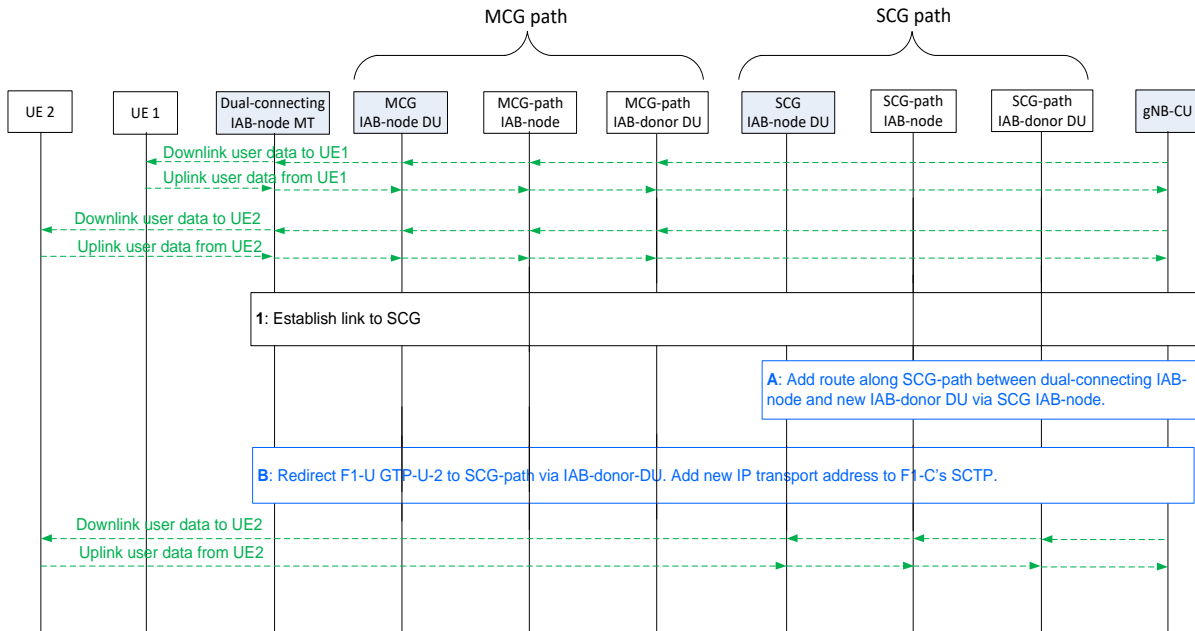 MCG path
SCG path
UE 2
UE 1
Dual-connecting
IAB-node MT
MCG
IAB-node DU
MCG-path
IAB-node
MCG-path
IAB-donor DU
SCG
IAB-node DU
SCG-path
IAB-node
SCG-path
IAB-donor DU
gNB-CU
Downlink user data to UE1
Uplink user data from UE1
Downlink user data to UE2
Uplink user data from UE2
1: Establish link to SCG
A: Add route along SCG-path between dual-connecting IAB-
node and new IAB-donor DU via SCG IAB-node.
B: Redirect F1-U GTP-U-2 to SCG-path via IAB-donor-DU. Add new IP transport address to F1-C's SCTP.
Downlink user data to UE2
Uplink user data from UE2